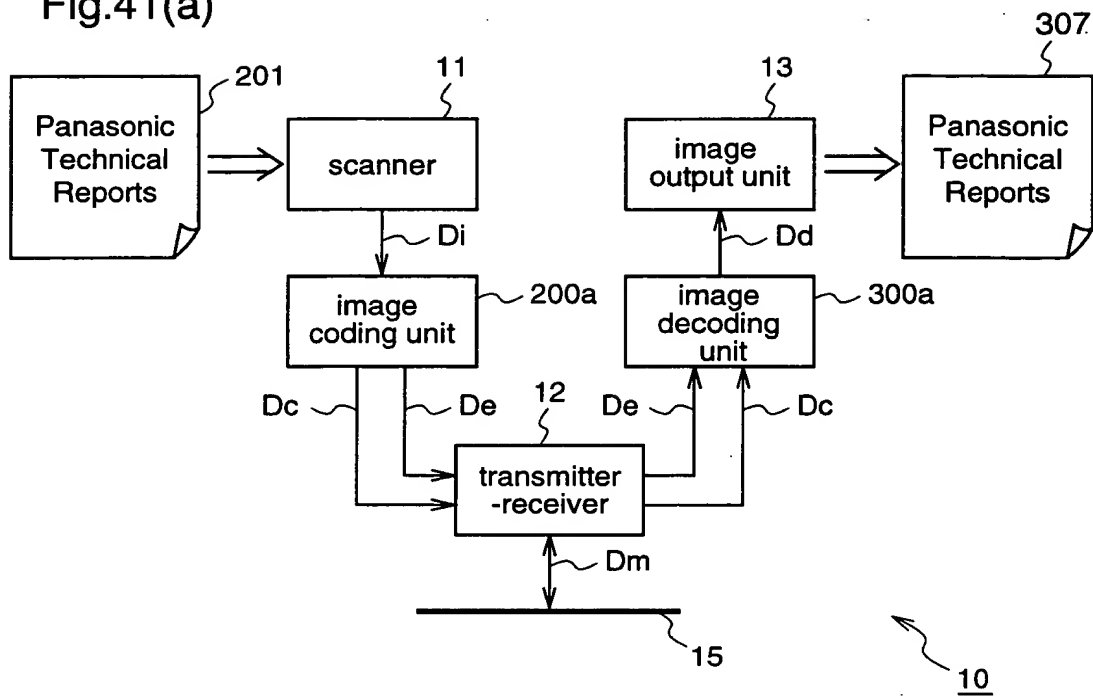 Fig.41(a)
201
Panasonic
Technical
Reports
11
scanner
13
image
output unit
307
Panasonic
Technical
Reports
Di
Dd
image
coding unit
200a
image
decoding
unit
300a
Dc
De
12
De
Dc
transmitter
-receiver
Dm
15
10